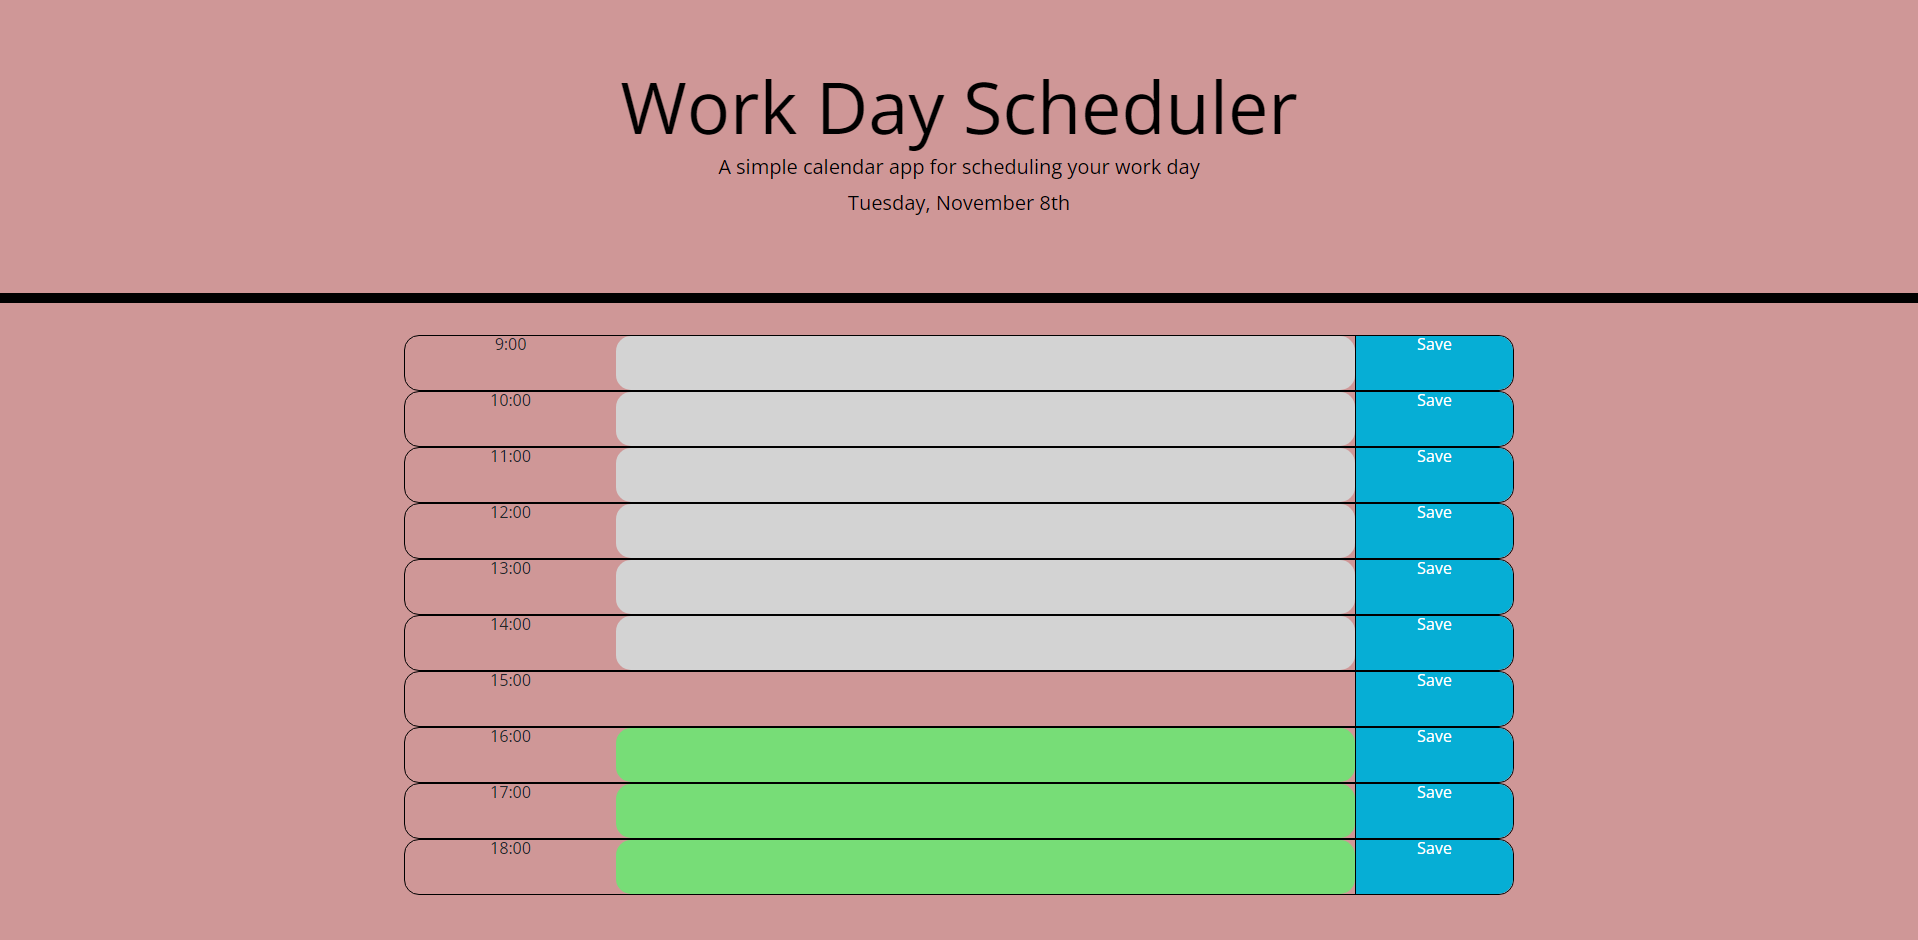 Work Day Scheduler
A simple calendar app for scheduling your work day
Tuesday, November 8th
9:00 Save
10:00 Save
11:00 Save
12:00 Save
13:00 Save
14:00 Save
15:00 Save
16:00 Save
17:00 Save
18:00 Save